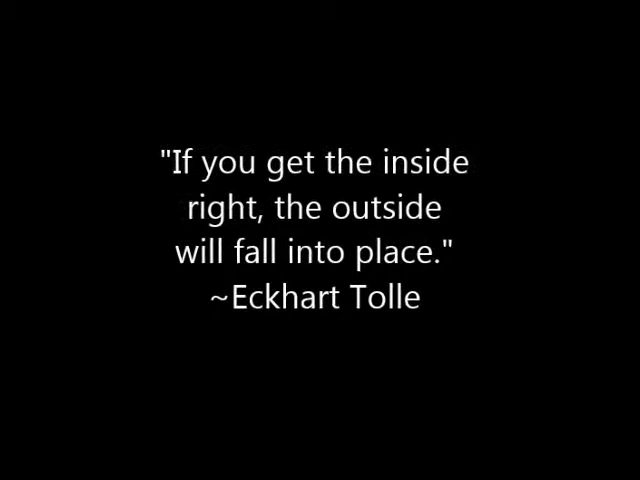 "If you get the inside
right, the outside
will fall into place."
~Eckhart Tolle